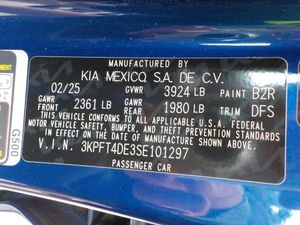 MANUFACTURED BY
KIA MEXICO, S.A. DE C.V.
02/25 GVWR 3924 LB PAINT B2R
GAWR FRONT 2361 LB GAWR REAR 1980 LB TRIM DFS
THIS VEHICLE CONFORMS TO ALL APPLICABLE U.S.A. FEDERAL
MOTOR VEHICLE SAFETY, BUMPER, AND THEFT PREVENTION STANDARDS
IN EFFECT ON THE DATE OF MANUFACTURE SHOWN ABOVE.
V.I.N. 3KPFT4DE3SE101297
PASSENGER CAR
G500